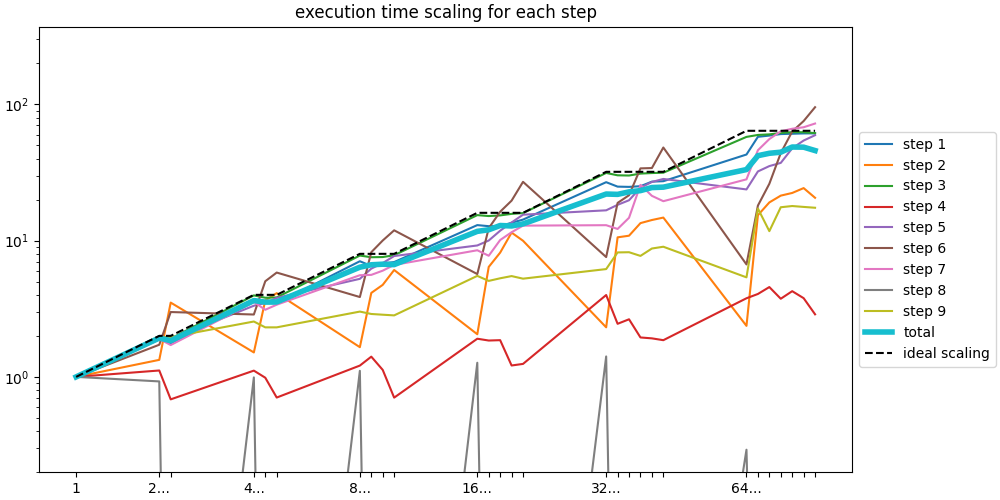 execution time scaling for each step
10²
10¹
10⁰
1
2...
4...
8...
16...
32...
64...
step 1
step 2
step 3
step 4
step 5
step 6
step 7
step 8
step 9
total
ideal scaling